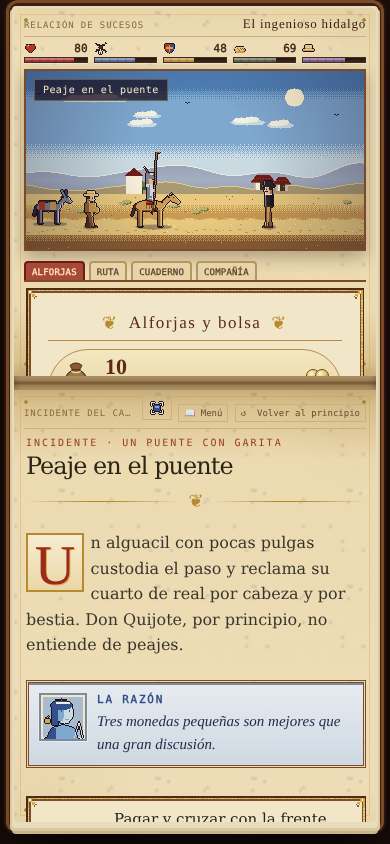 RELACIÓN DE SUCESOS
El ingenioso hidalgo
80
48
69
Peaje en el puente
ALFORJAS
RUTA
CUADERNO
COMPAÑÍA
Alforjas y bolsa
10
INCIDENTE DEL CA…
Menú
Volver al principio
INCIDENTE · UN PUENTE CON GARITA
Peaje en el puente
Un alguacil con pocas pulgas
custodia el paso y reclama su
cuarto de real por cabeza y por
bestia. Don Quijote, por principio, no
entiende de peajes.
LA RAZÓN
Tres monedas pequeñas son mejores que
una gran discusión.
Pagar y cruzar con la frente